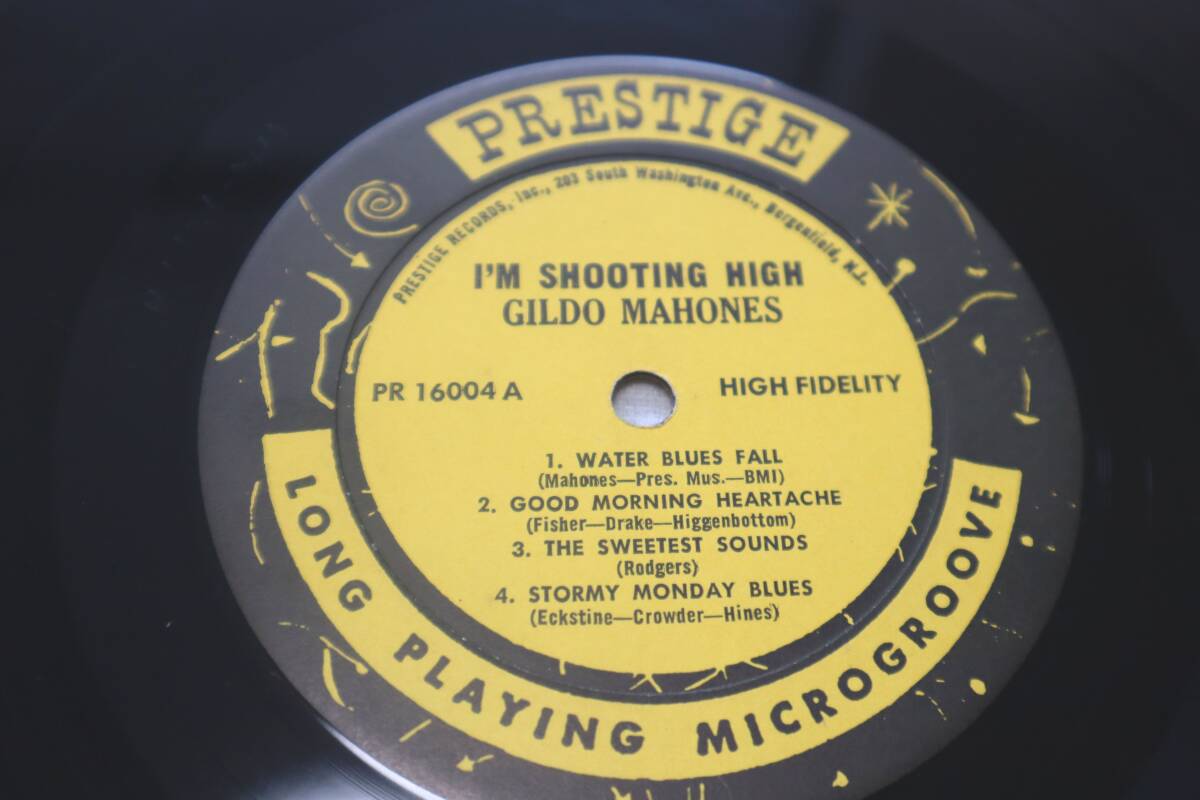 PRESTIGE
PRESTIGE RECORDS, Inc., 203 South Washington Ave., Bergenfield, N.J.
I'M SHOOTING HIGH
GILDO MAHONES
PR 16004 A
HIGH FIDELITY
1. WATER BLUES FALL
(Mahones—Pres. Mus.—BMI)
2. GOOD MORNING HEARTACHE
(Fisher—Drake—Higgenbottom)
3. THE SWEETEST SOUNDS
(Rodgers)
4. STORMY MONDAY BLUES
(Eckstine—Crowder—Hines)
LONG PLAYING MICROGROOVE